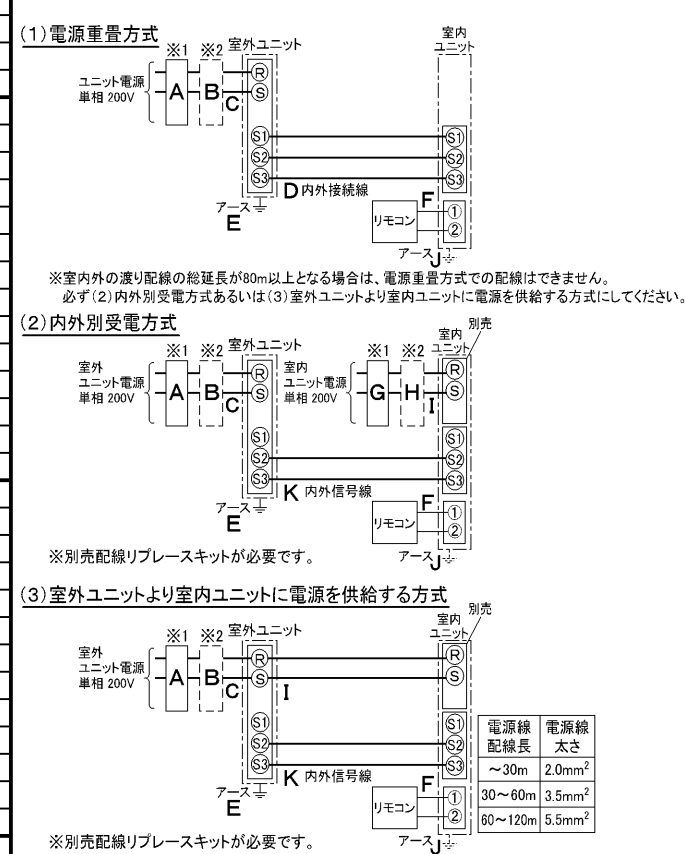 (1)電源重畳方式
※1 ※2 室外ユニット
室内
ユニット
ユニット電源
単相 200V
A B C
R
S
S1 S1
S2 S2
S3 S3
D 内外接続線
アース
E
F
リモコン
①
②
アース J
※室内外の渡り配線の総延長が80m以上となる場合は、電源重畳方式での配線はできません。
必ず(2)内外別受電方式あるいは(3)室外ユニットより室内ユニットに電源を供給する方式にしてください。
(2)内外別受電方式
別売
※1 ※2 室外ユニット
※1 ※2
室内
ユニット
室外
ユニット電源
単相 200V
A B C
R
S
室内
ユニット電源
単相 200V
G H I
R
S
S1 S1
S2 S2
S3 S3
K 内外信号線
アース
E
F
リモコン
①
②
アース J
※別売配線リプレースキットが必要です。
(3)室外ユニットより室内ユニットに電源を供給する方式
別売
※1 ※2 室外ユニット
室内
ユニット
室外
ユニット電源
単相 200V
A B C
R R
S S
I
S1 S1
S2 S2
S3 S3
K 内外信号線
アース
E
F
リモコン
①
②
アース J
※別売配線リプレースキットが必要です。
電源線 電源線
配線長 太さ
~30m 2.0mm²
30~60m 3.5mm²
60~120m 5.5mm²